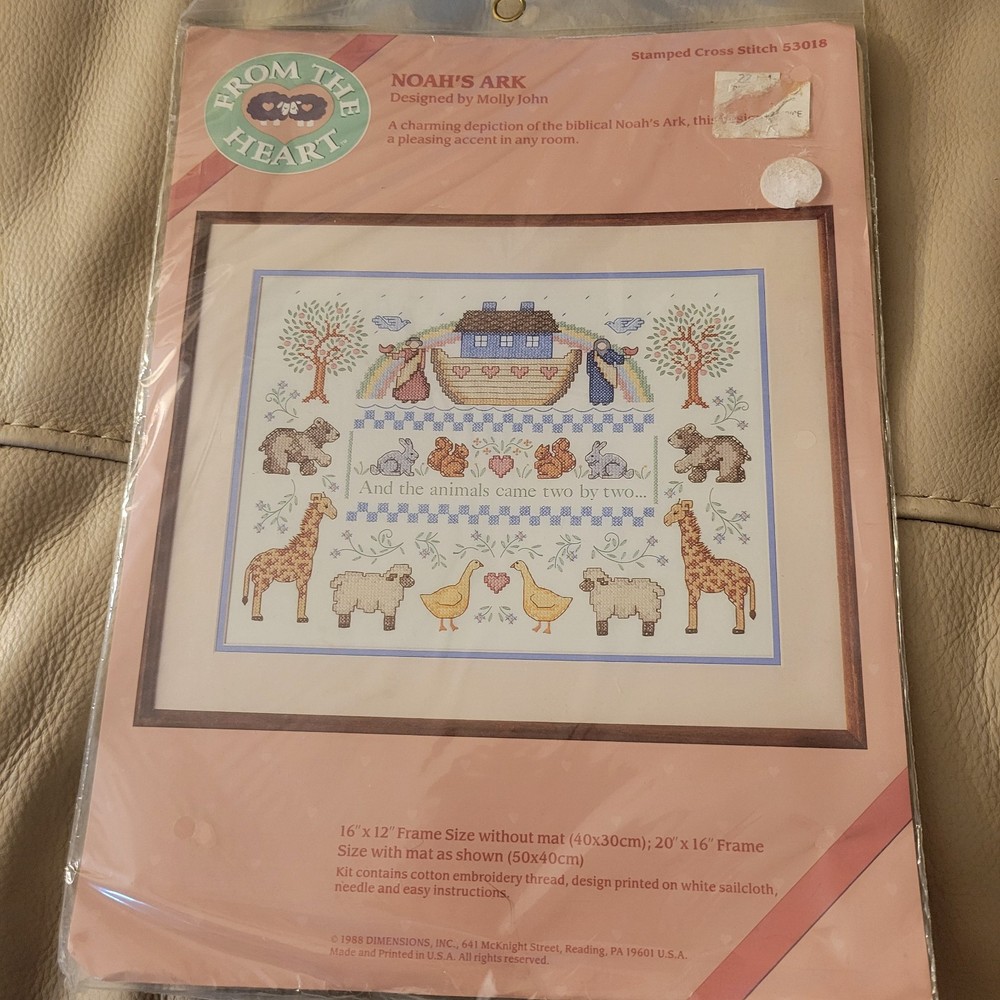 FROM THE
HEART™
NOAH'S ARK
Designed by Molly John
Stamped Cross Stitch 53018
A charming depiction of the biblical Noah's Ark, this
a pleasing accent in any room.
And the animals came two by two...
16" x 12" Frame Size without mat (40x30cm); 20" x 16" Frame
Size with mat as shown (50x40cm)
Kit contains cotton embroidery thread, design printed on white sailcloth,
needle and easy instructions.
© 1988 DIMENSIONS, INC., 641 McKnight Street, Reading, PA 19601 U.S.A.
Made and Printed in U.S.A. All rights reserved.